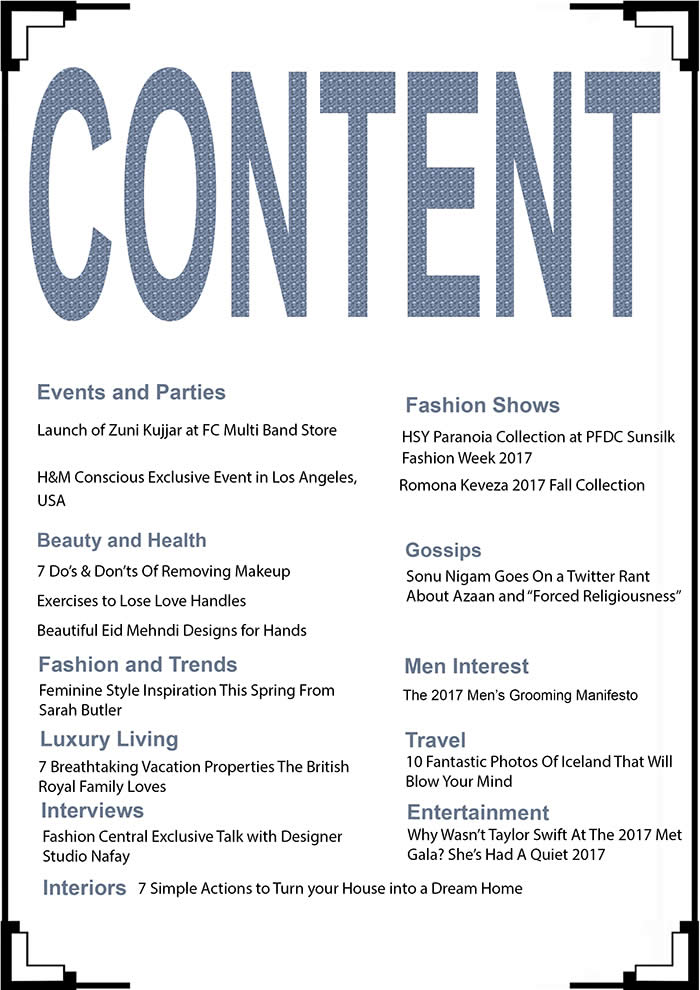 CONTENT
Events and Parties
Launch of Zuni Kujjar at FC Multi Band Store
H&M Conscious Exclusive Event in Los Angeles,
USA
Beauty and Health
7 Do’s & Don’ts Of Removing Makeup
Exercises to Lose Love Handles
Beautiful Eid Mehndi Designs for Hands
Fashion and Trends
Feminine Style Inspiration This Spring From
Sarah Butler
Luxury Living
7 Breathtaking Vacation Properties The British
Royal Family Loves
Interviews
Fashion Central Exclusive Talk with Designer
Studio Nafay
Fashion Shows
HSY Paranoia Collection at PFDC Sunsilk
Fashion Week 2017
Romona Keveza 2017 Fall Collection
Gossips
Sonu Nigam Goes On a Twitter Rant
About Azaan and “Forced Religiousness”
Men Interest
The 2017 Men’s Grooming Manifesto
Travel
10 Fantastic Photos Of Iceland That Will
Blow Your Mind
Entertainment
Why Wasn’t Taylor Swift At The 2017 Met
Gala? She’s Had A Quiet 2017
Interiors 7 Simple Actions to Turn your House into a Dream Home